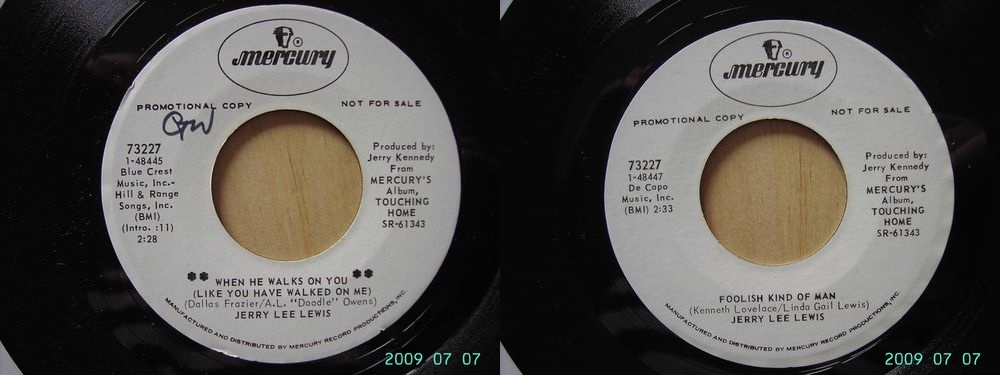 mercury
PROMOTIONAL COPY
NOT FOR SALE
GW
73227
1-48445
Blue Crest
Music, Inc.-
Hill & Range
Songs, Inc.
(BMI)
(Intro. :11)
2:28
Produced by:
Jerry Kennedy
From
MERCURY'S
Album,
TOUCHING
HOME
SR-61343
** WHEN HE WALKS ON YOU **
(LIKE YOU HAVE WALKED ON ME)
(Dallas Frazier/A.L. "Doodle" Owens)
JERRY LEE LEWIS
MANUFACTURED AND DISTRIBUTED BY MERCURY RECORD PRODUCTIONS, INC.
2009 07 07
mercury
PROMOTIONAL COPY
NOT FOR SALE
73227
1-48447
De Capo
Music, Inc.
(BMI) 2:33
Produced by:
Jerry Kennedy
From
MERCURY'S
Album,
TOUCHING
HOME
SR-61343
FOOLISH KIND OF MAN
(Kenneth Lovelace/Linda Gail Lewis)
JERRY LEE LEWIS
MANUFACTURED AND DISTRIBUTED BY MERCURY RECORD PRODUCTIONS, INC.
2009 07 07